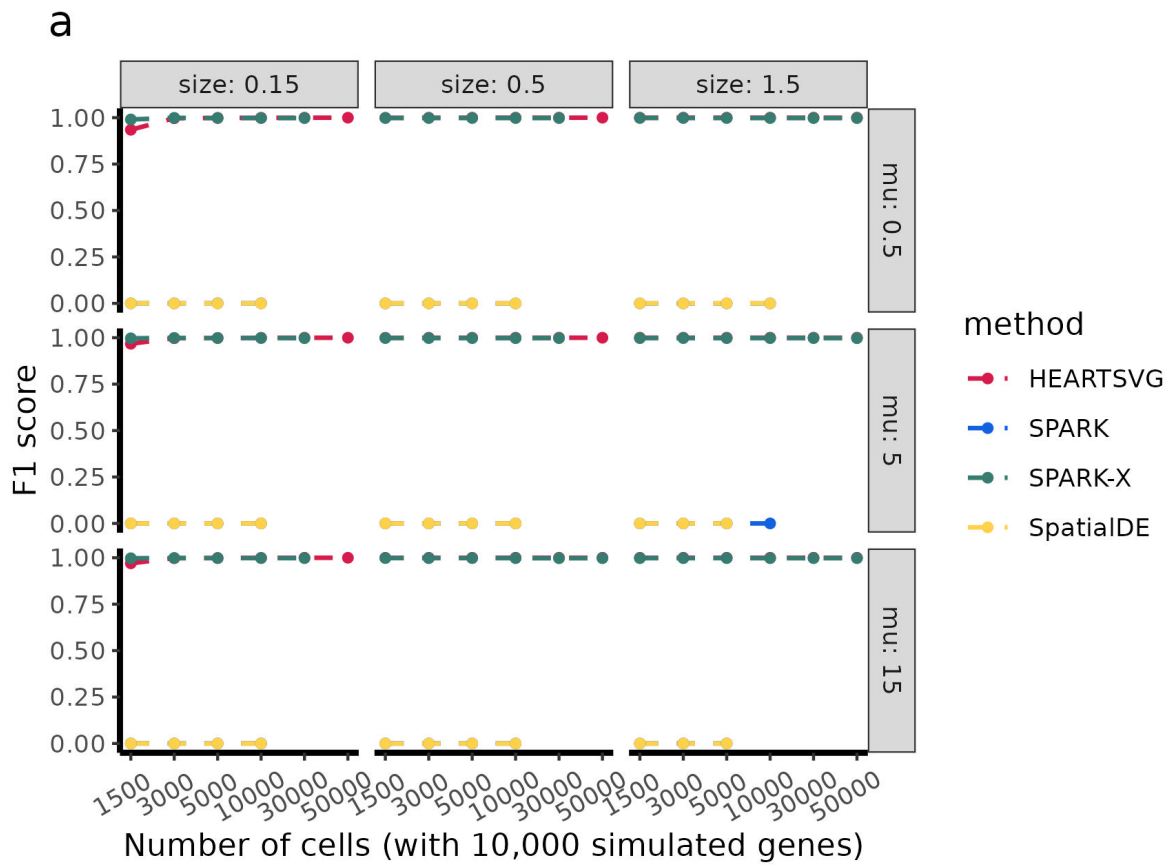 a
size: 0.15
size: 0.5
size: 1.5
1.00
0.75
0.50
0.25
0.00
mu: 0.5
1.00
0.75
0.50
0.25
0.00
mu: 5
1.00
0.75
0.50
0.25
0.00
mu: 15
F1 score
1500 3000 5000 10000 30000 50000
1500 3000 5000 10000 30000 50000
1500 3000 5000 10000 30000 50000
Number of cells (with 10,000 simulated genes)
method
HEARTSVG
SPARK
SPARK-X
SpatialDE